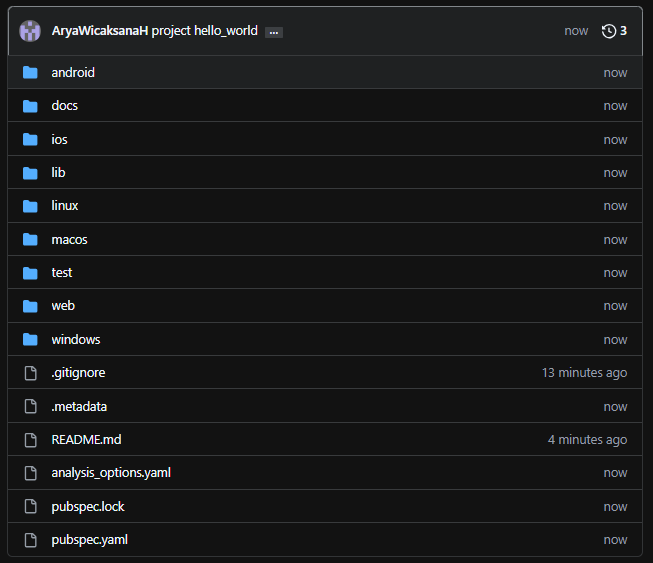 AryaWicaksanaH project hello_world ... now 3
android now
docs now
ios now
lib now
linux now
macos now
test now
web now
windows now
.gitignore 13 minutes ago
.metadata now
README.md 4 minutes ago
analysis_options.yaml now
pubspec.lock now
pubspec.yaml now